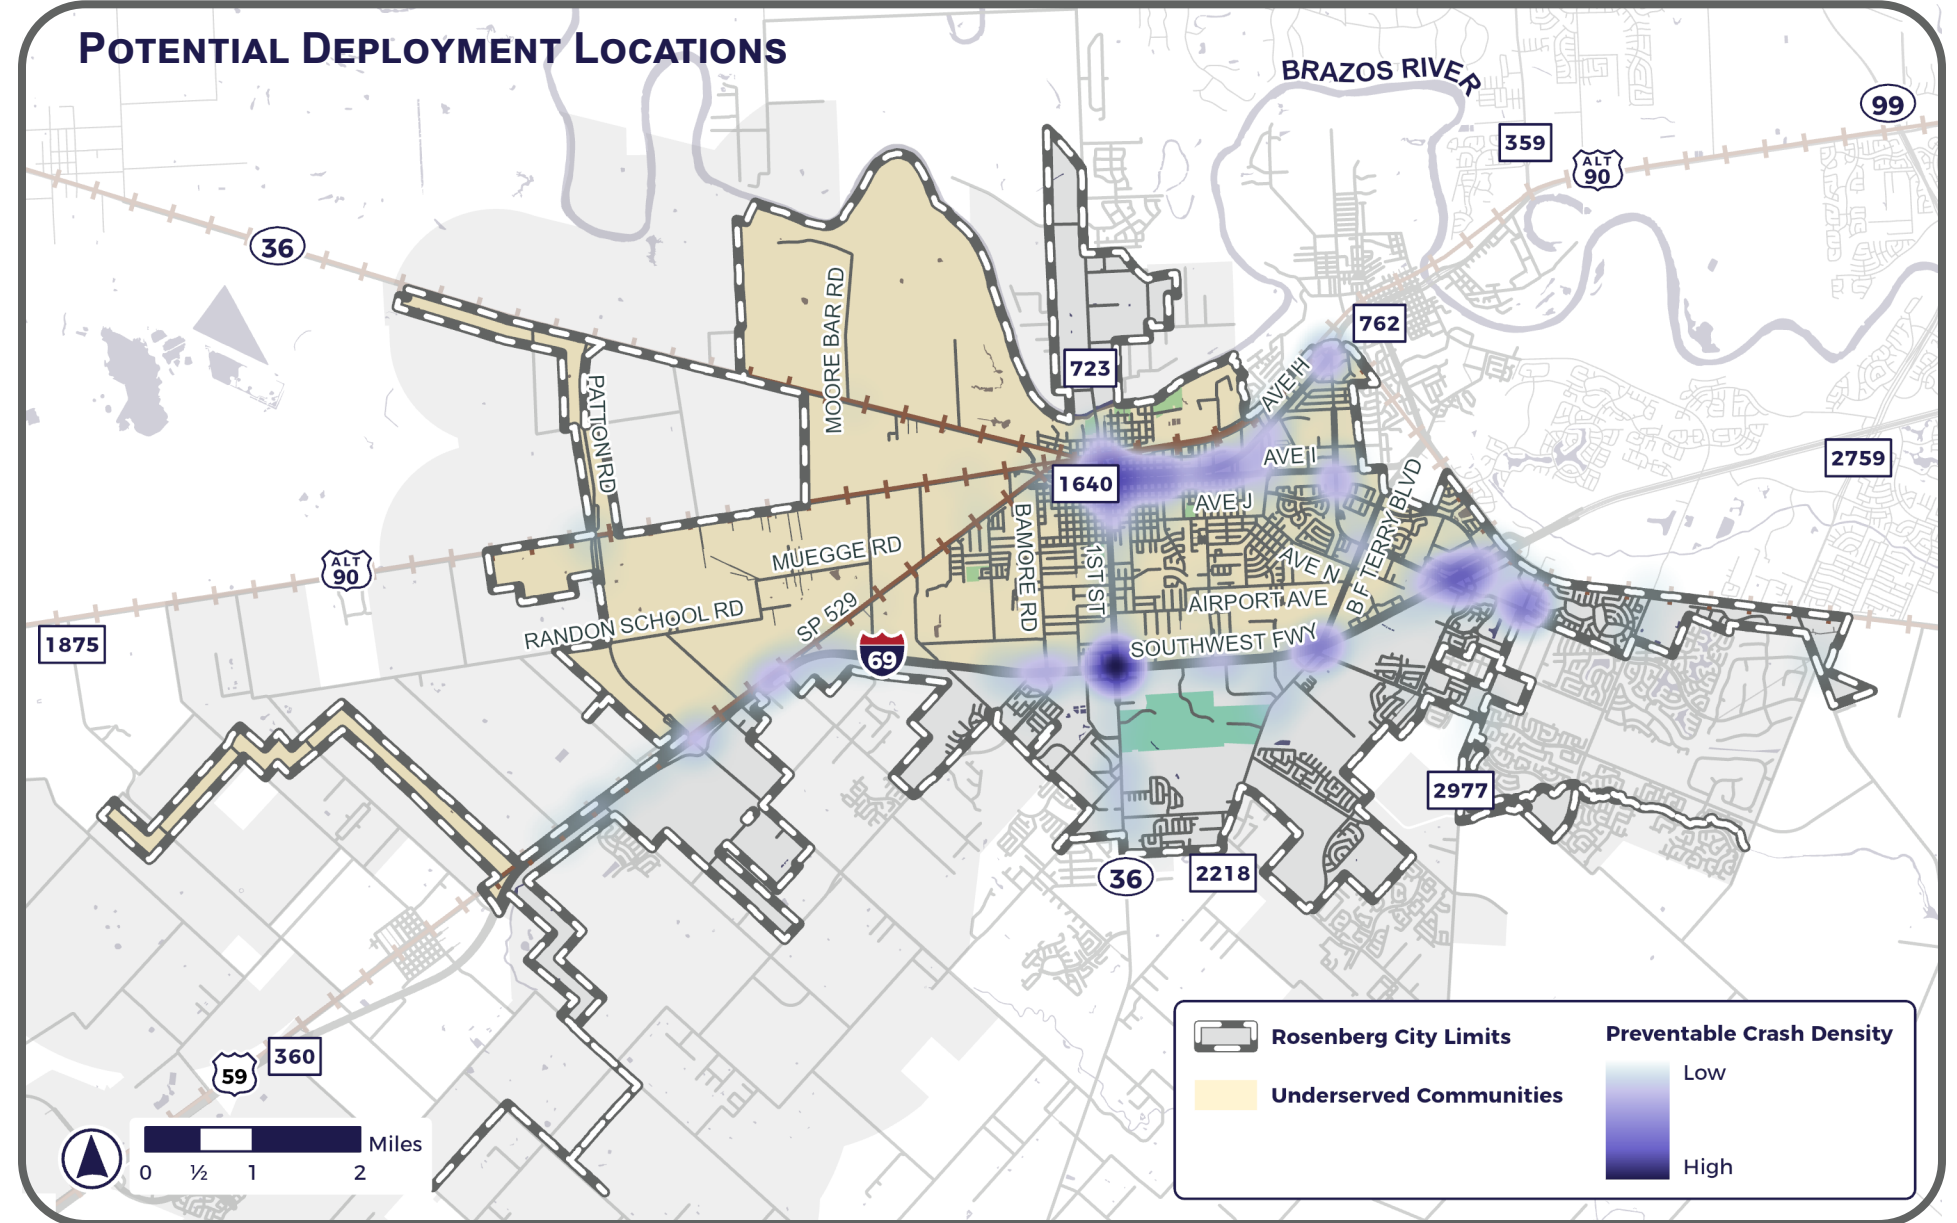 POTENTIAL DEPLOYMENT LOCATIONS
BRAZOS RIVER
99
359
ALT
90
36
MOORE BAR RD
762
723
AVE H
PATTON RD
AVE I
2759
1640
AVE J
BAMORE RD
1ST ST
MUEGGE RD
AVE N
B F TERRY BLVD
ALT
90
AIRPORT AVE
RANDON SCHOOL RD
SP 529
SOUTHWEST FWY
1875
69
2977
36
2218
59
360
Rosenberg City Limits
Underserved Communities
Preventable Crash Density
Low
High
Miles
0 ½ 1 2